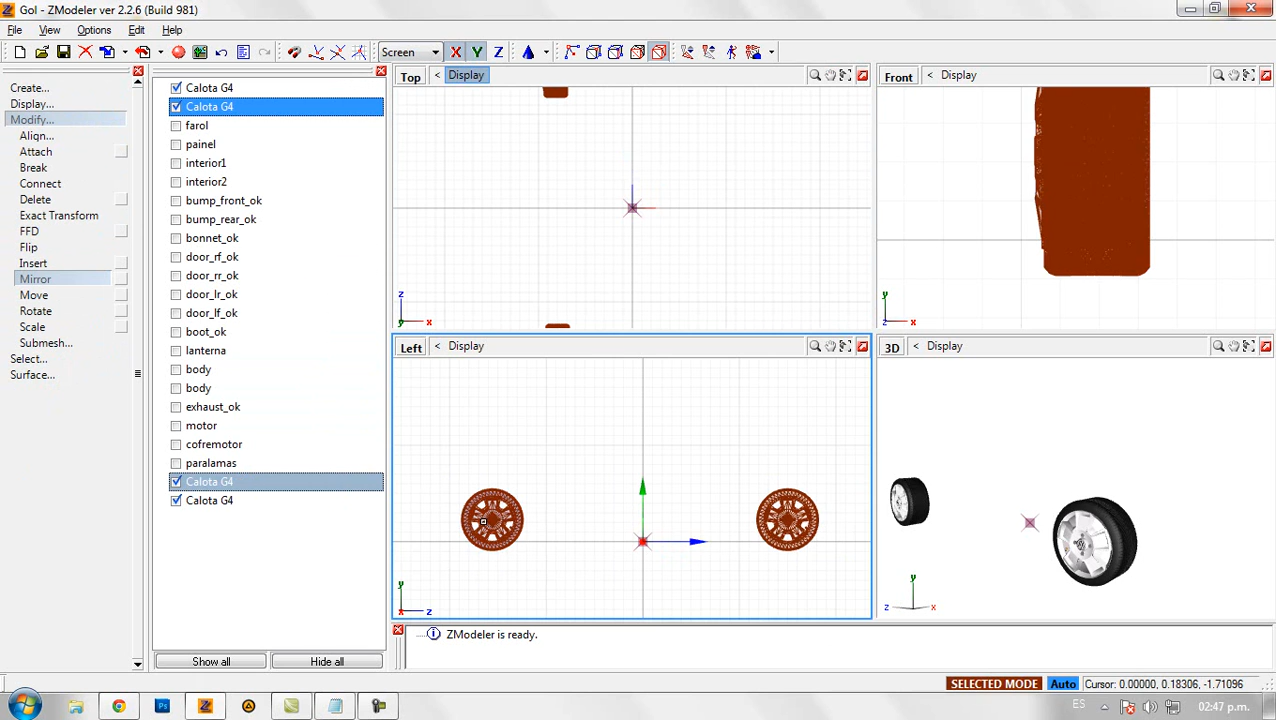 Gol - ZModeler ver 2.2.6 (Build 981)
File View Options Edit Help
Screen X Y Z
Create...
Display...
Modify...
Align...
Attach
Break
Connect
Delete
Exact Transform
FFD
Flip
Insert
Mirror
Move
Rotate
Scale
Submesh...
Select...
Surface...
Calota G4
Calota G4
farol
painel
interior1
interior2
bump_front_ok
bump_rear_ok
bonnet_ok
door_rf_ok
door_rr_ok
door_lr_ok
door_lf_ok
boot_ok
lanterna
body
body
exhaust_ok
motor
cofremotor
paralamas
Calota G4
Calota G4
Show all Hide all
Top < Display
z
y x
Front < Display
y
z x
Left < Display
y
x z
3D < Display
y
z x
ZModeler is ready.
SELECTED MODE Auto Cursor: 0.00000, 0.18306, -1.71096
Ps
ES 02:47 p.m.